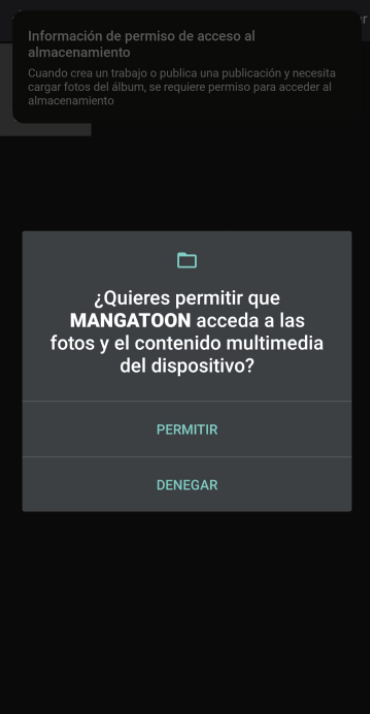 Información de permiso de acceso al
almacenamiento
Cuando crea un trabajo o publica una publicación y necesita
cargar fotos del álbum, se requiere permiso para acceder al
almacenamiento
¿Quieres permitir que
MANGATOON acceda a las
fotos y el contenido multimedia
del dispositivo?
PERMITIR
DENEGAR